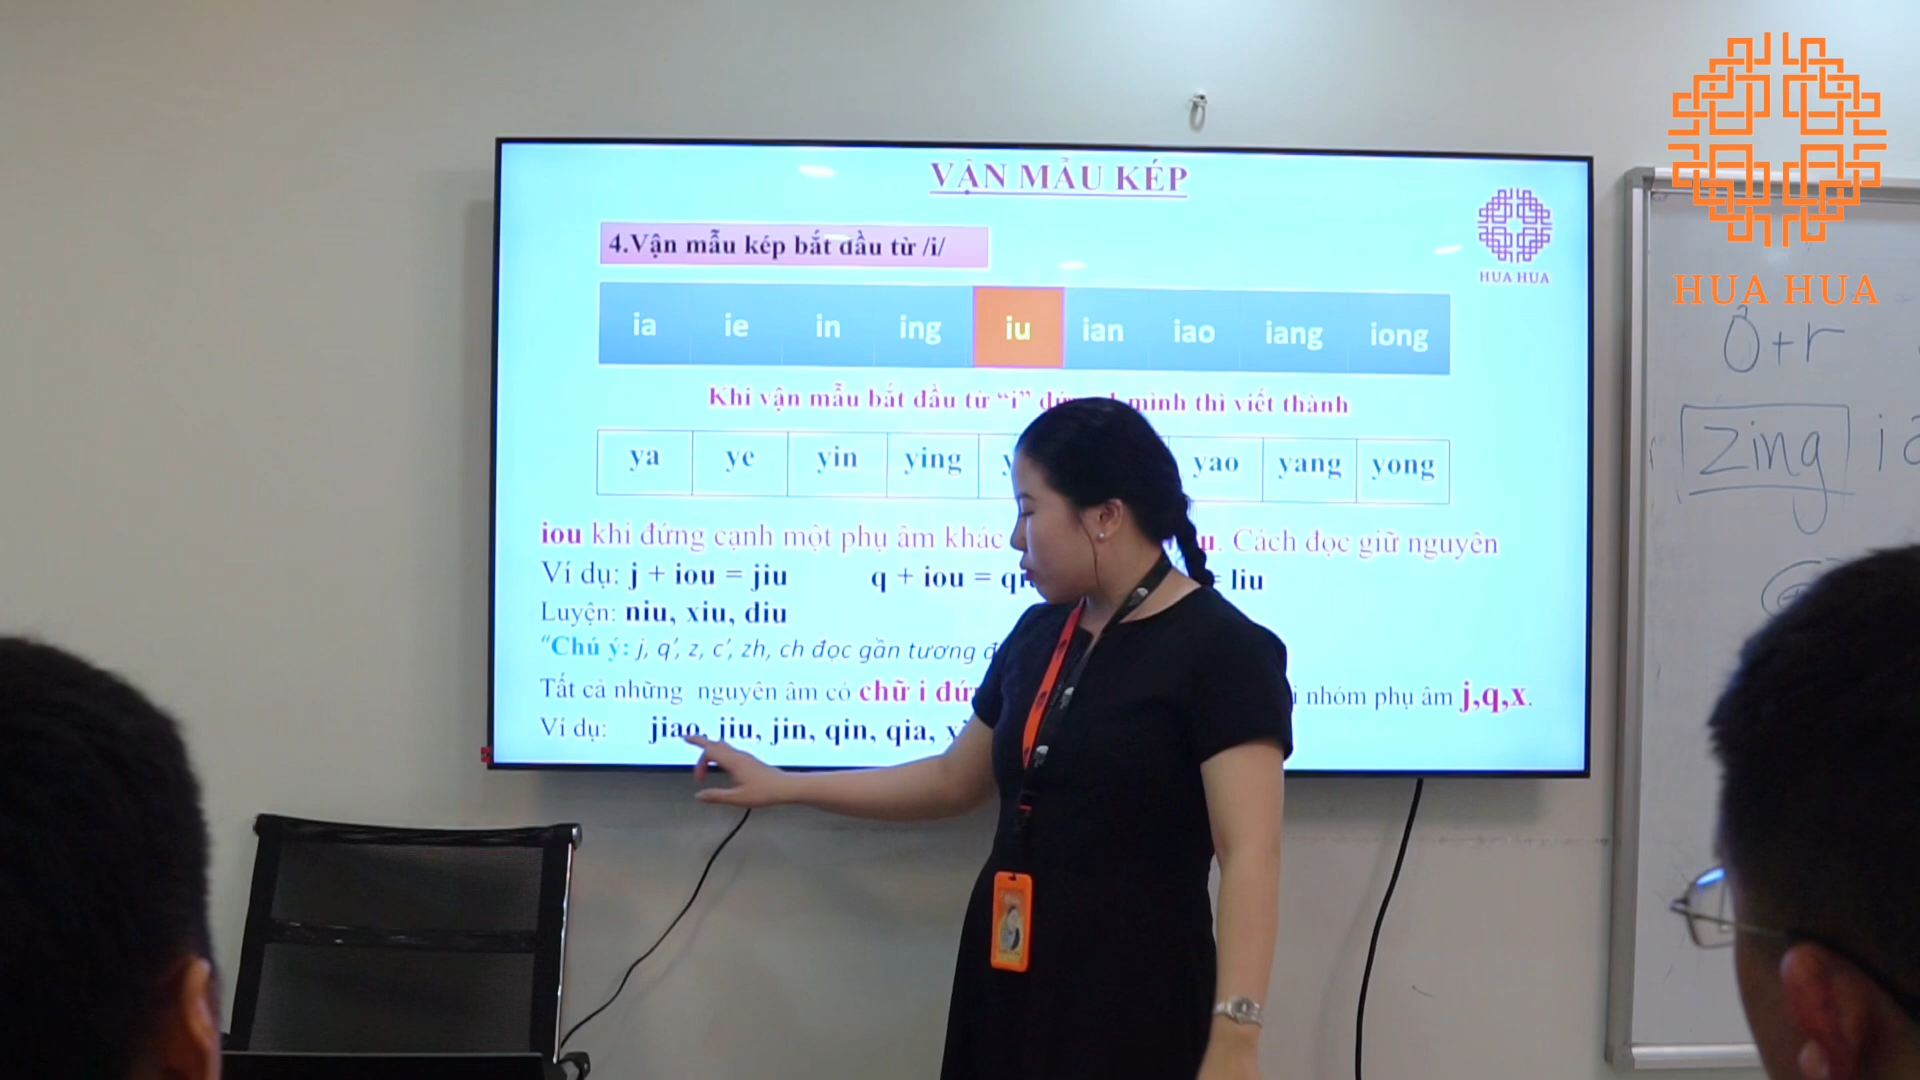 VẬN MẪU KÉP
HUA HUA
4.Vận mẫu kép bắt đầu từ /i/
HUA HUA
ia ie in ing iu ian iao iang iong
Ở+r
Khi vận mẫu bắt đầu từ “i” mình thì viết thành
zing
ya ye yin ying yao yang yong
iou khi đứng cạnh một phụ âm khác . Cách đọc giữ nguyên
Ví dụ: j + iou = jiu q + iou = = liu
Luyện: niu, xiu, diu
“Chú ý: j, q’, z, c’, zh, ch đọc gần tương
Tất cả những nguyên âm có chữ i nhóm phụ âm j,q,x.
Ví dụ: jiao, jiu, jin, qin, qia,